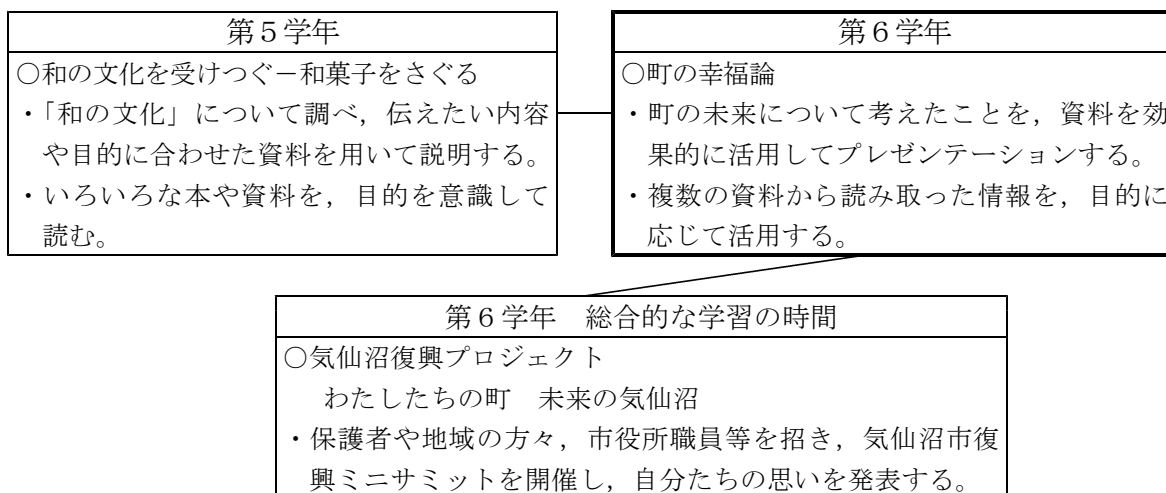 第５学年
○和の文化を受けつぐ－和菓子をさぐる
・「和の文化」について調べ，伝えたい内容
や目的に合わせた資料を用いて説明する。
・いろいろな本や資料を，目的を意識して
読む。
第６学年
○町の幸福論
・町の未来について考えたことを，資料を効
果的に活用してプレゼンテーションする。
・複数の資料から読み取った情報を，目的に
応じて活用する。
第６学年　総合的な学習の時間
○気仙沼復興プロジェクト
わたしたちの町　未来の気仙沼
・保護者や地域の方々，市役所職員等を招き，気仙沼市復
興ミニサミットを開催し，自分たちの思いを発表する。